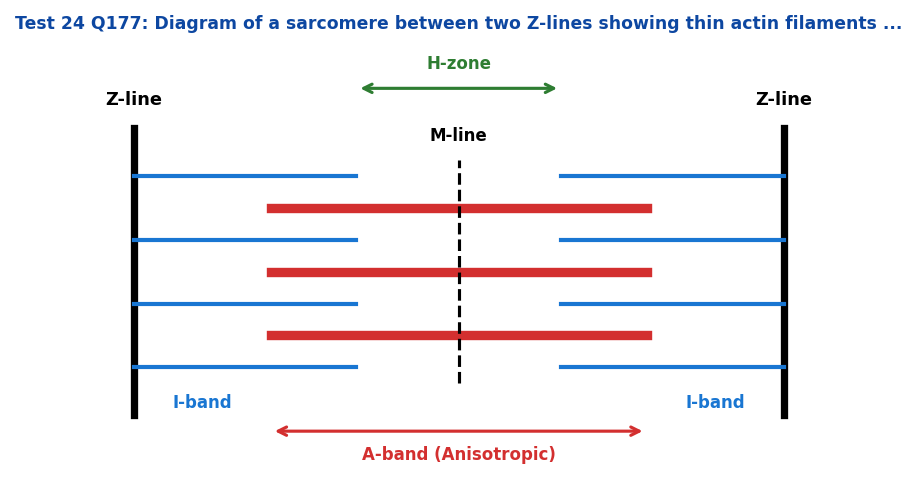 Test 24 Q177: Diagram of a sarcomere between two Z-lines showing thin actin filaments ...
H-zone
Z-line
Z-line
M-line
I-band
I-band
A-band (Anisotropic)